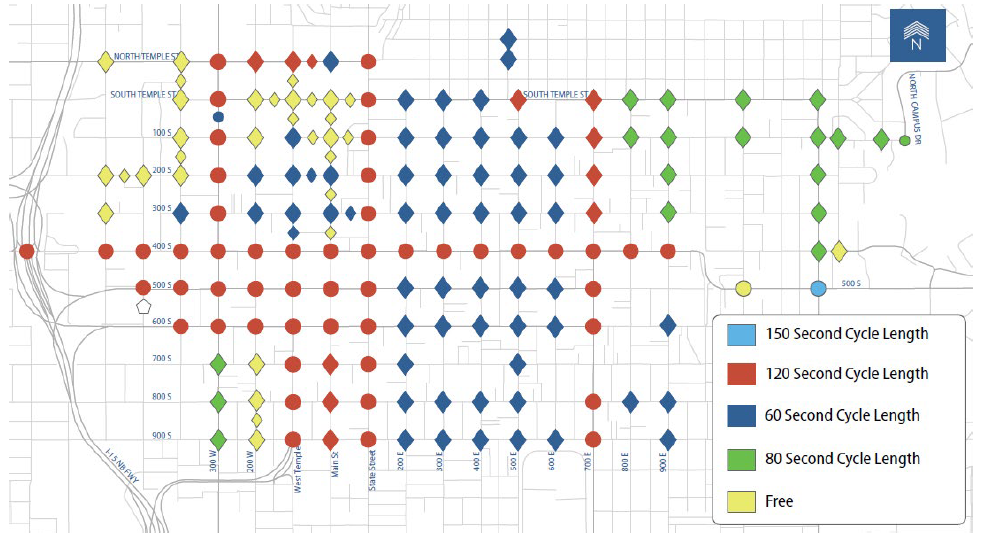 N
NORTH TEMPLE ST
SOUTH TEMPLE ST
SOUTH TEMPLE ST
NORTH CAMPUS DR
100 S
200 S
300 S
400 S
500 S
500 S
600 S
700 S
800 S
900 S
I-15 NB FWY
300 W
200 W
West Temple
Main St
State Street
200 E
300 E
400 E
500 E
600 E
700 E
800 E
900 E
150 Second Cycle Length
120 Second Cycle Length
60 Second Cycle Length
80 Second Cycle Length
Free